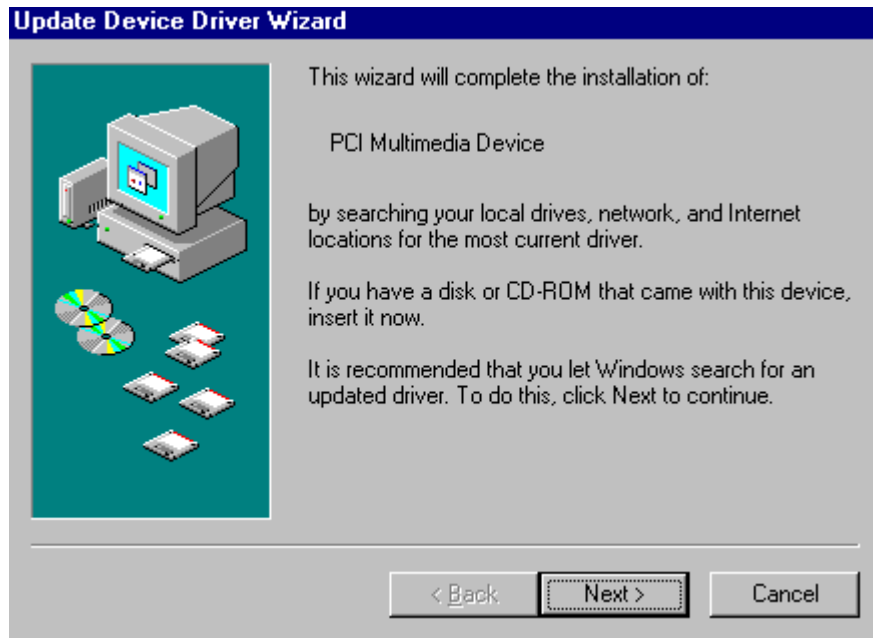 Update Device Driver Wizard
This wizard will complete the installation of:
PCI Multimedia Device
by searching your local drives, network, and Internet
locations for the most current driver.
If you have a disk or CD-ROM that came with this device,
insert it now.
It is recommended that you let Windows search for an
updated driver. To do this, click Next to continue.
< Back
Next >
Cancel